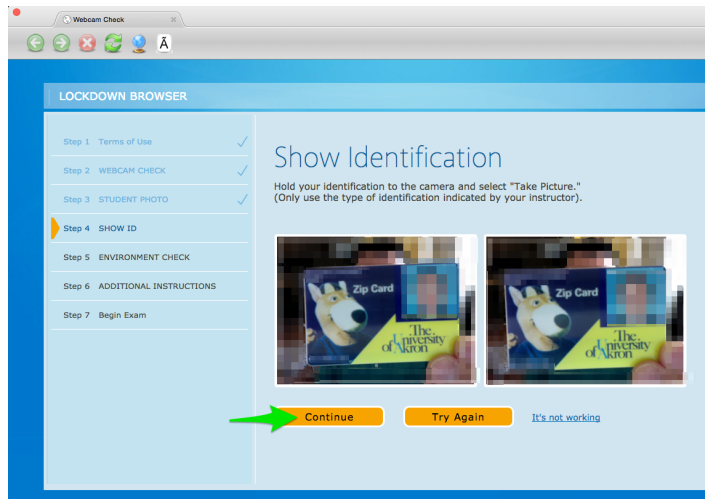 Webcam Check
Ã
LOCKDOWN BROWSER
Step 1 Terms of Use
Step 2 WEBCAM CHECK
Step 3 STUDENT PHOTO
Step 4 SHOW ID
Step 5 ENVIRONMENT CHECK
Step 6 ADDITIONAL INSTRUCTIONS
Step 7 Begin Exam
Show Identification
Hold your identification to the camera and select "Take Picture."
(Only use the type of identification indicated by your instructor).
Zip Card
The
University
of Akron
Zip Card
The
University
of Akron
Continue
Try Again
It's not working